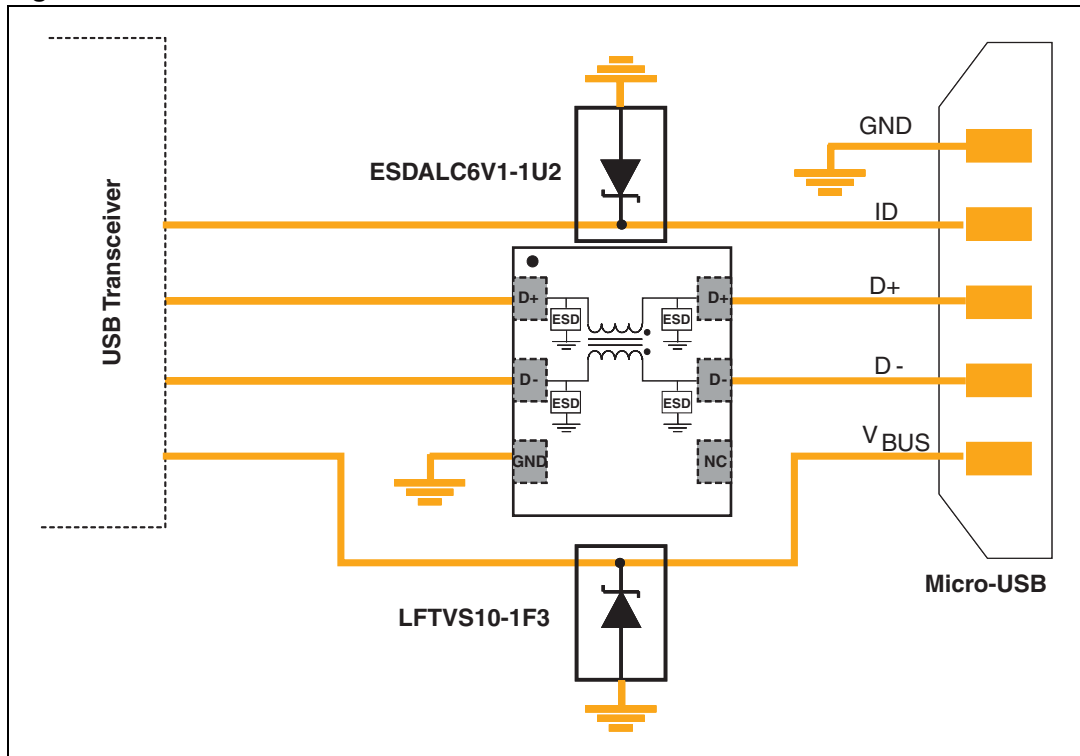 GND
ESDALC6V1-1U2
ID
USB Transceiver
D+
D+
D+
ESD
ESD
D -
D-
D-
ESD
ESD
V BUS
GND
NC
Micro-USB
LFTVS10-1F3